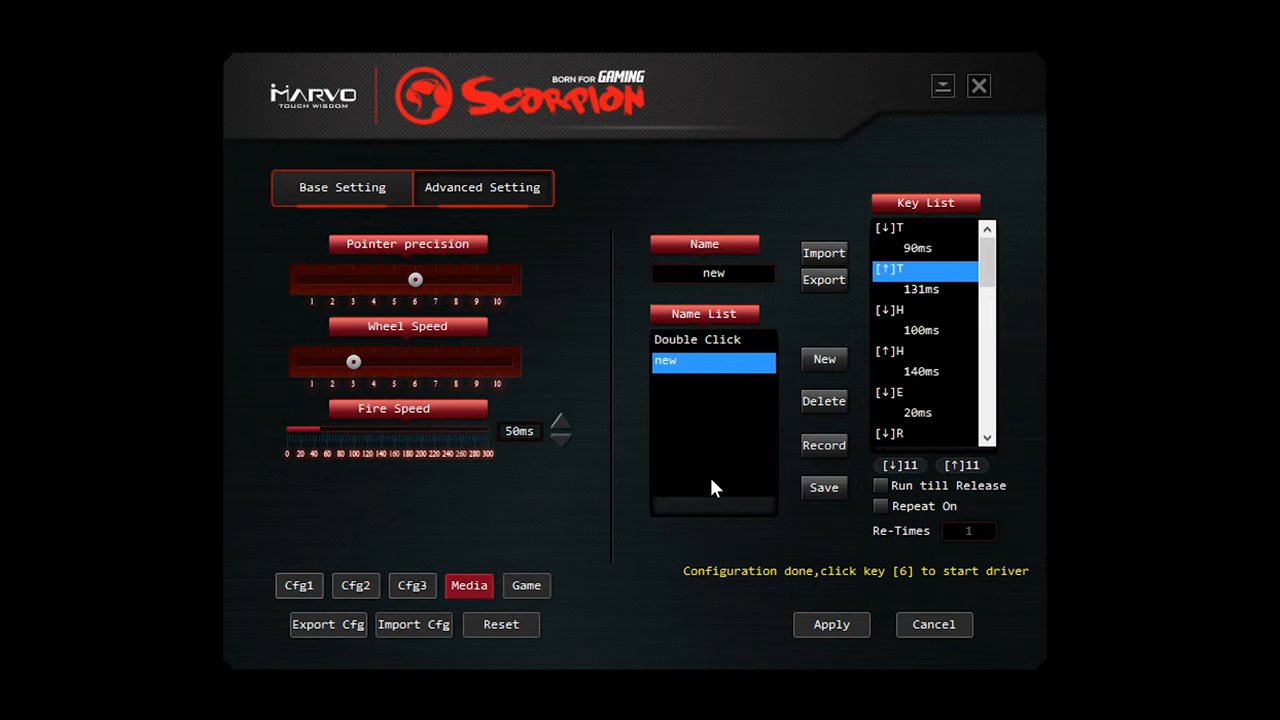 MARVO
TOUCH WISDOM
BORN FOR GAMING
SCORPION
Base Setting
Advanced Setting
Pointer precision
1 2 3 4 5 6 7 8 9 10
Wheel Speed
1 2 3 4 5 6 7 8 9 10
Fire Speed
50ms
0 20 40 60 80 100 120 140 160 180 200 220 240 260 280 300
Name
new
Name List
Double Click
new
Import
Export
New
Delete
Record
Save
Key List
[↓]T
90ms
[↑]T
131ms
[↓]H
100ms
[↑]H
140ms
[↓]E
20ms
[↓]R
[↓]11 [↑]11
Run till Release
Repeat On
Re-Times 1
Configuration done,click key [6] to start driver
Cfg1 Cfg2 Cfg3 Media Game
Export Cfg Import Cfg Reset
Apply Cancel